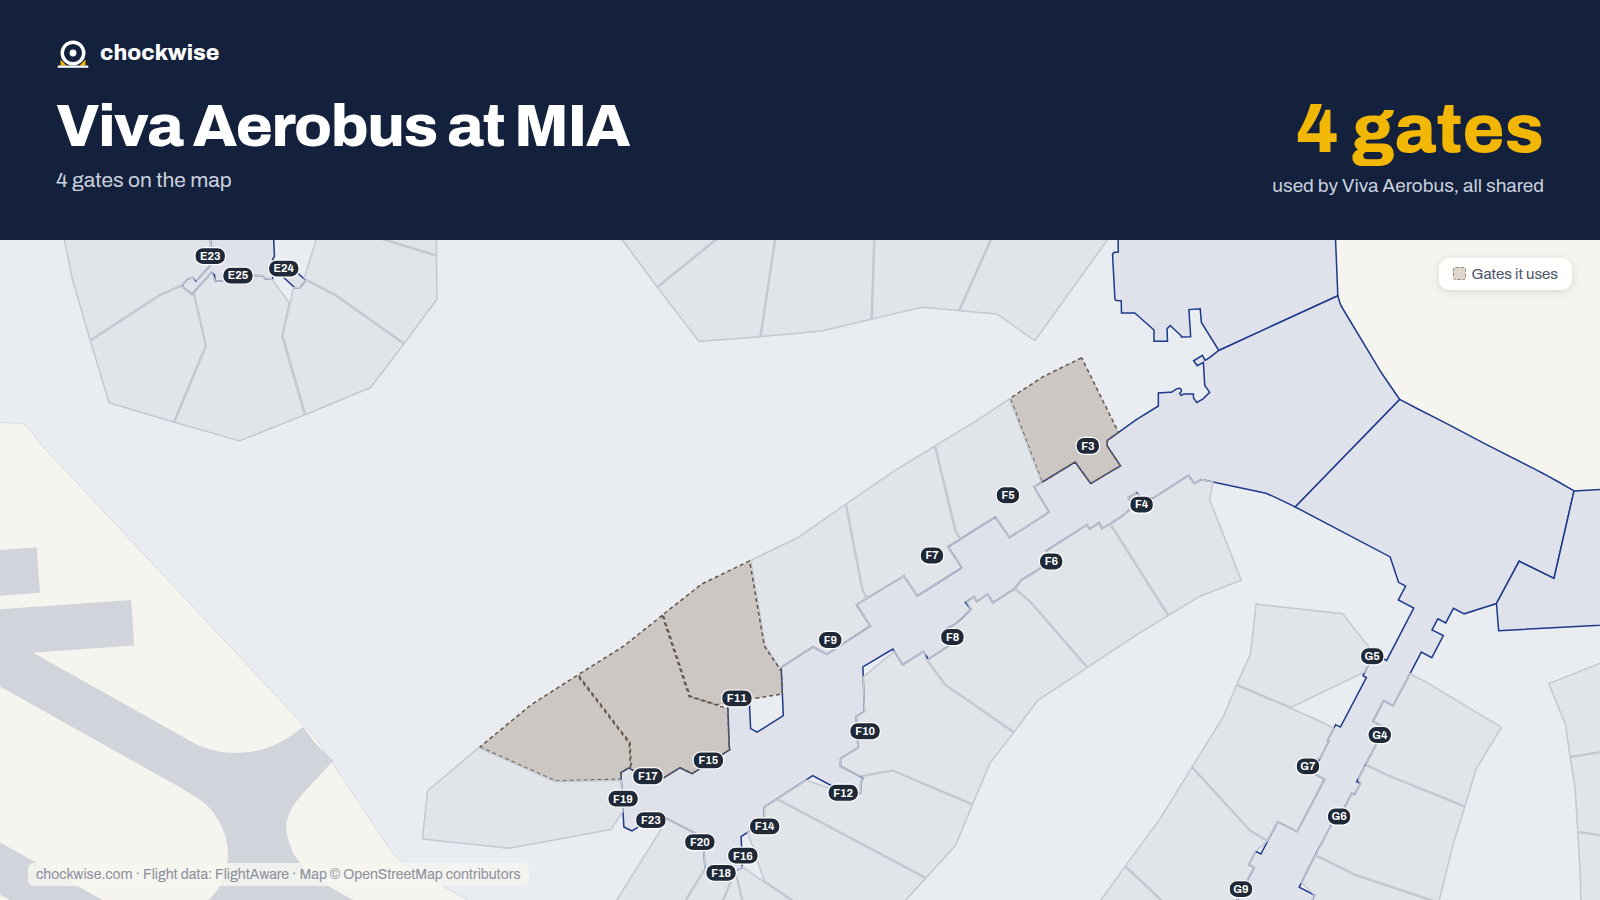 chockwise
Viva Aerobus at MIA
4 gates on the map
4 gates
used by Viva Aerobus, all shared
Gates it uses
E23
E25
E24
F3
F5
F4
F7
F6
F9
F8
F11
F10
F15
F17
F19
F12
F23
F14
F20
F16
F18
G5
G4
G7
G6
G9
chockwise.com · Flight data: FlightAware · Map © OpenStreetMap contributors